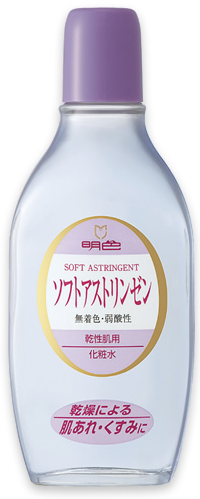 明色
SOFT ASTRINGENT
ソフトアストリンゼン
無着色・弱酸性
乾性肌用
化粧水
乾燥による
肌あれ・くすみに